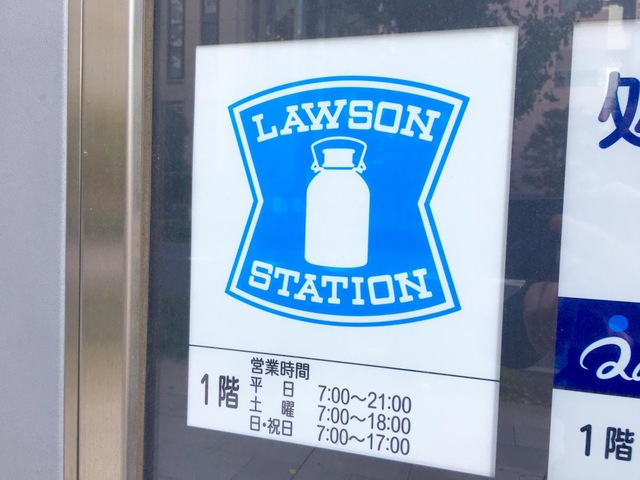 LAWSON
STATION
営業時間
1階
平 日 7:00～21:00
土 曜 7:00～18:00
日・祝日 7:00～17:00
処
1階